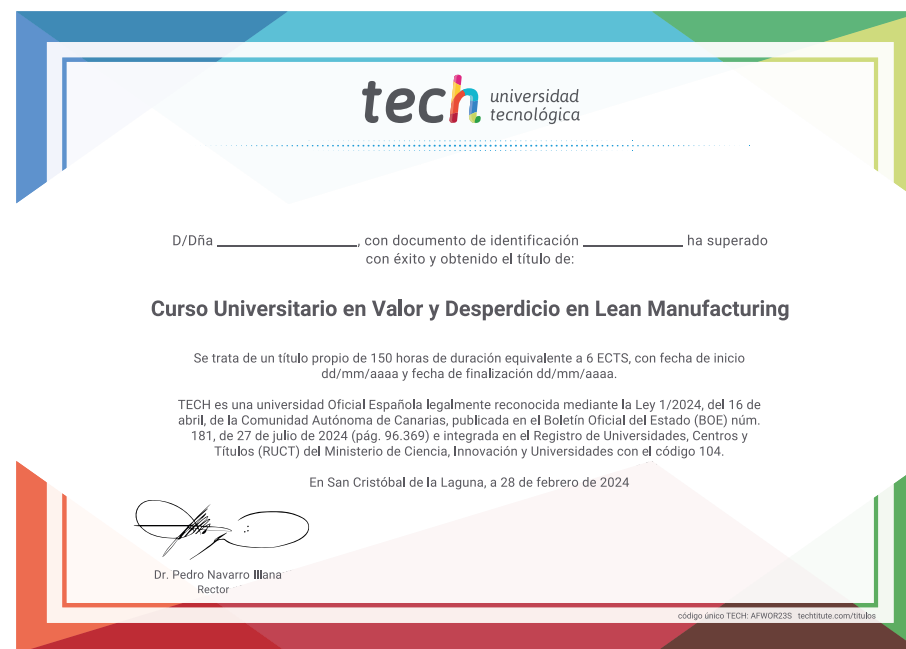 tech universidad
tecnológica
D/Dña ____________________, con documento de identificación ______________ ha superado
con éxito y obtenido el título de:
Curso Universitario en Valor y Desperdicio en Lean Manufacturing
Se trata de un título propio de 150 horas de duración equivalente a 6 ECTS, con fecha de inicio
dd/mm/aaaa y fecha de finalización dd/mm/aaaa.
TECH es una universidad Oficial Española legalmente reconocida mediante la Ley 1/2024, del 16 de
abril, de la Comunidad Autónoma de Canarias, publicada en el Boletín Oficial del Estado (BOE) núm.
181, de 27 de julio de 2024 (pág. 96.369) e integrada en el Registro de Universidades, Centros y
Títulos (RUCT) del Ministerio de Ciencia, Innovación y Universidades con el código 104.
En San Cristóbal de la Laguna, a 28 de febrero de 2024
Dr. Pedro Navarro Illana
Rector
código único TECH: AFWOR23S techtitute.com/titulos